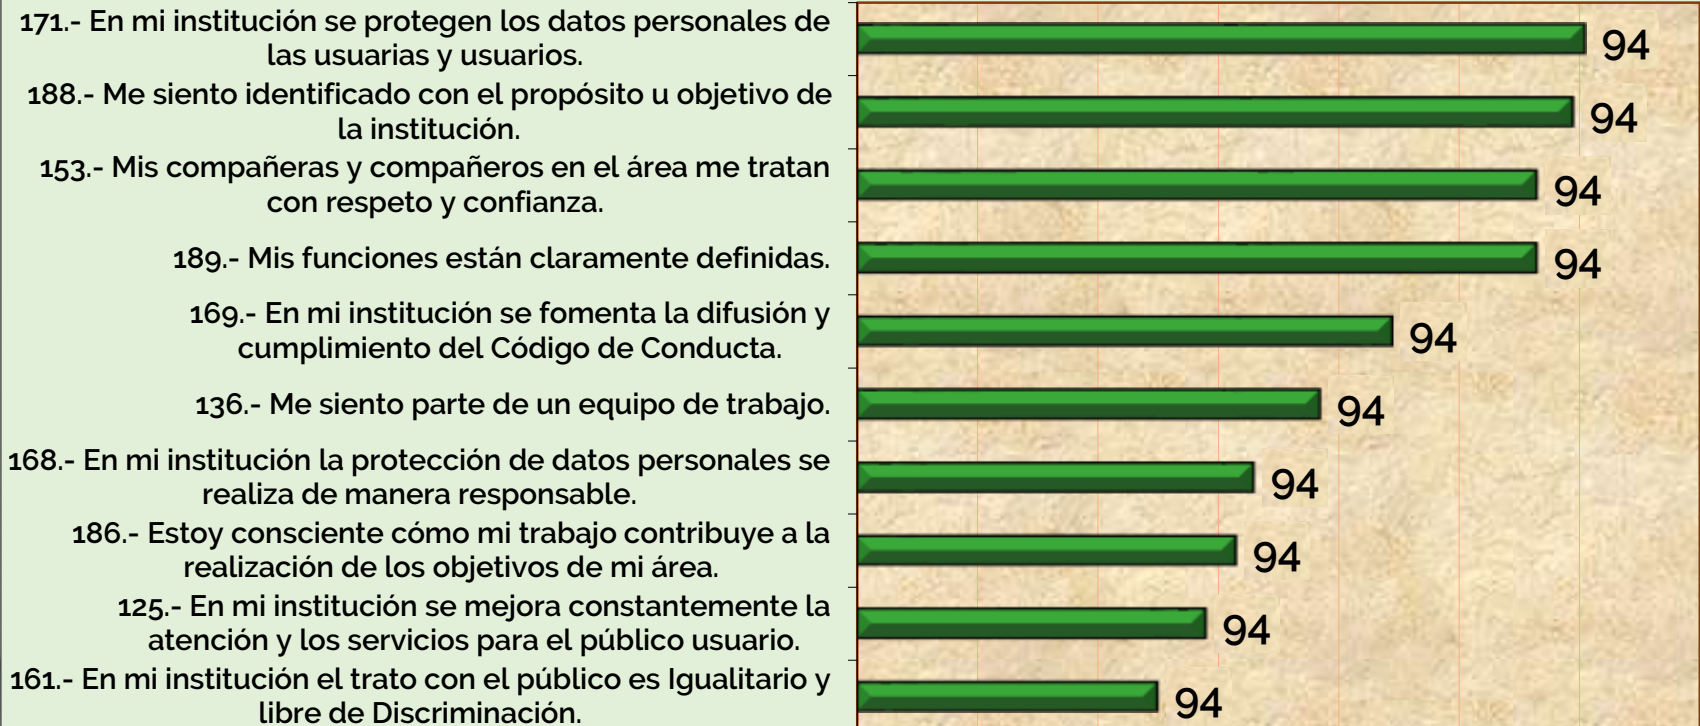 171.- En mi institución se protegen los datos personales de
las usuarias y usuarios.
94
188.- Me siento identificado con el propósito u objetivo de
la institución.
94
153.- Mis compañeras y compañeros en el área me tratan
con respeto y confianza.
94
189.- Mis funciones están claramente definidas.
94
169.- En mi institución se fomenta la difusión y
cumplimiento del Código de Conducta.
94
136.- Me siento parte de un equipo de trabajo.
94
168.- En mi institución la protección de datos personales se
realiza de manera responsable.
94
186.- Estoy consciente cómo mi trabajo contribuye a la
realización de los objetivos de mi área.
94
125.- En mi institución se mejora constantemente la
atención y los servicios para el público usuario.
94
161.- En mi institución el trato con el público es Igualitario y
libre de Discriminación.
94